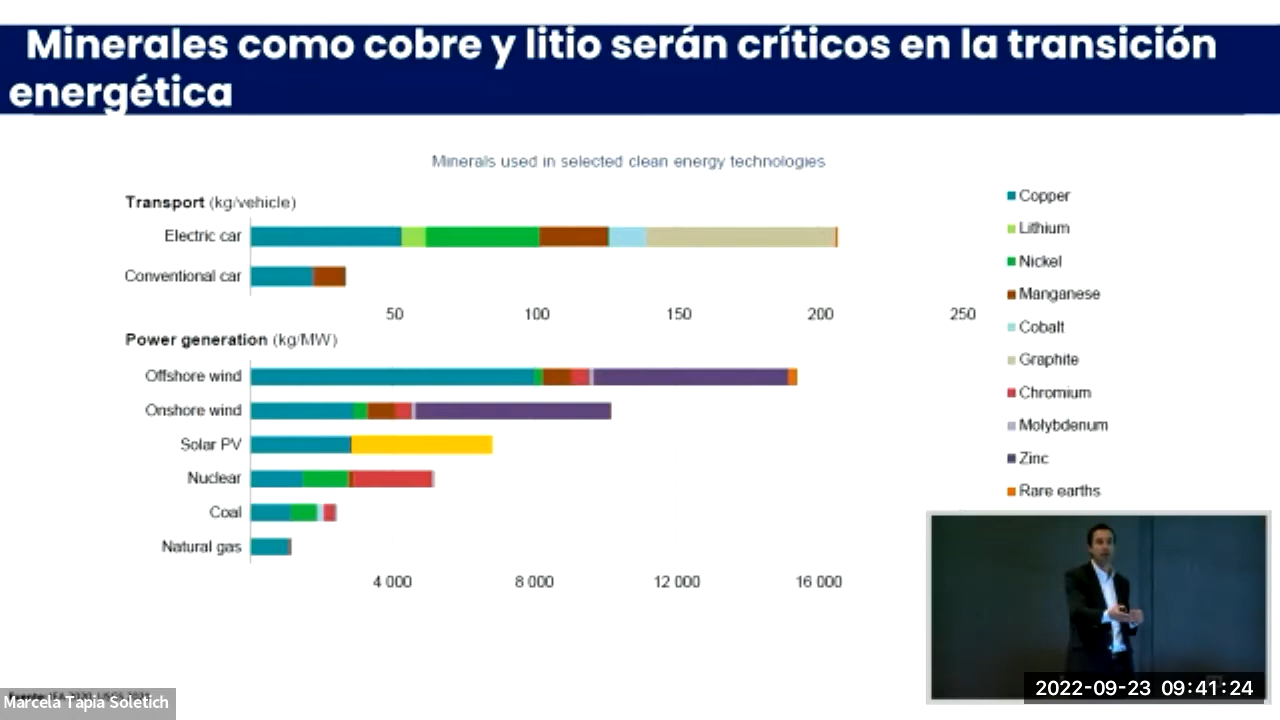 Minerales como cobre y litio serán críticos en la transición
energética
Minerals used in selected clean energy technologies
Transport (kg/vehicle)
Electric car
Conventional car
50 100 150 200 250
Power generation (kg/MW)
Offshore wind
Onshore wind
Solar PV
Nuclear
Coal
Natural gas
4 000 8 000 12 000 16 000
Copper
Lithium
Nickel
Manganese
Cobalt
Graphite
Chromium
Molybdenum
Zinc
Rare earths
Marcela Tapia Soletich
2022-09-23 09:41:24